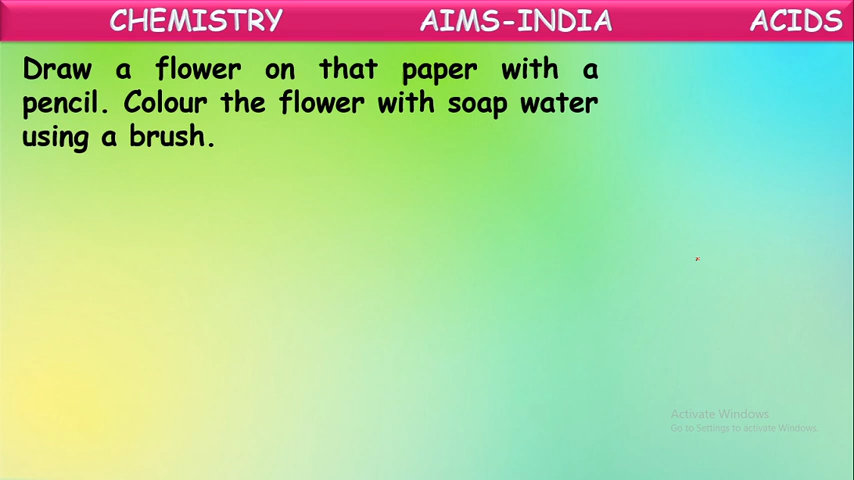 CHEMISTRY AIMS-INDIA ACIDS
Draw a flower on that paper with a
pencil. Colour the flower with soap water
using a brush.
Activate Windows
Go to Settings to activate Windows.